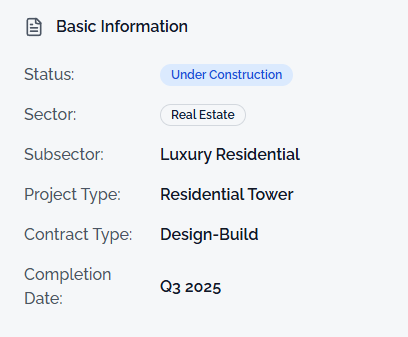 Basic Information
Status: Under Construction
Sector: Real Estate
Subsector: Luxury Residential
Project Type: Residential Tower
Contract Type: Design-Build
Completion
Date: Q3 2025